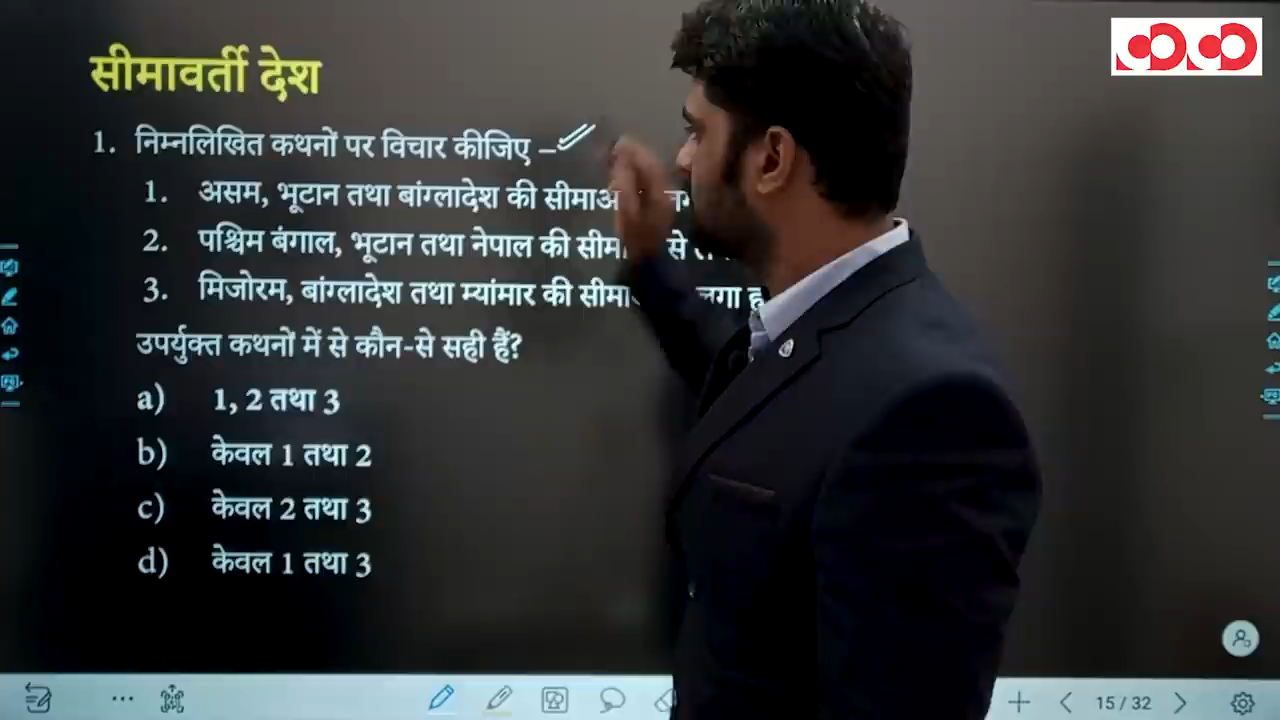 सीमावर्ती देश
1. निम्नलिखित कथनों पर विचार कीजिए –
1. असम, भूटान तथा बांग्लादेश की
2. पश्चिम बंगाल, भूटान तथा नेपाल की
3. मिजोरम, बांग्लादेश तथा म्यांमार की
उपर्युक्त कथनों में से कौन-से सही हैं?
a) 1, 2 तथा 3
b) केवल 1 तथा 2
c) केवल 2 तथा 3
d) केवल 1 तथा 3
15 / 32